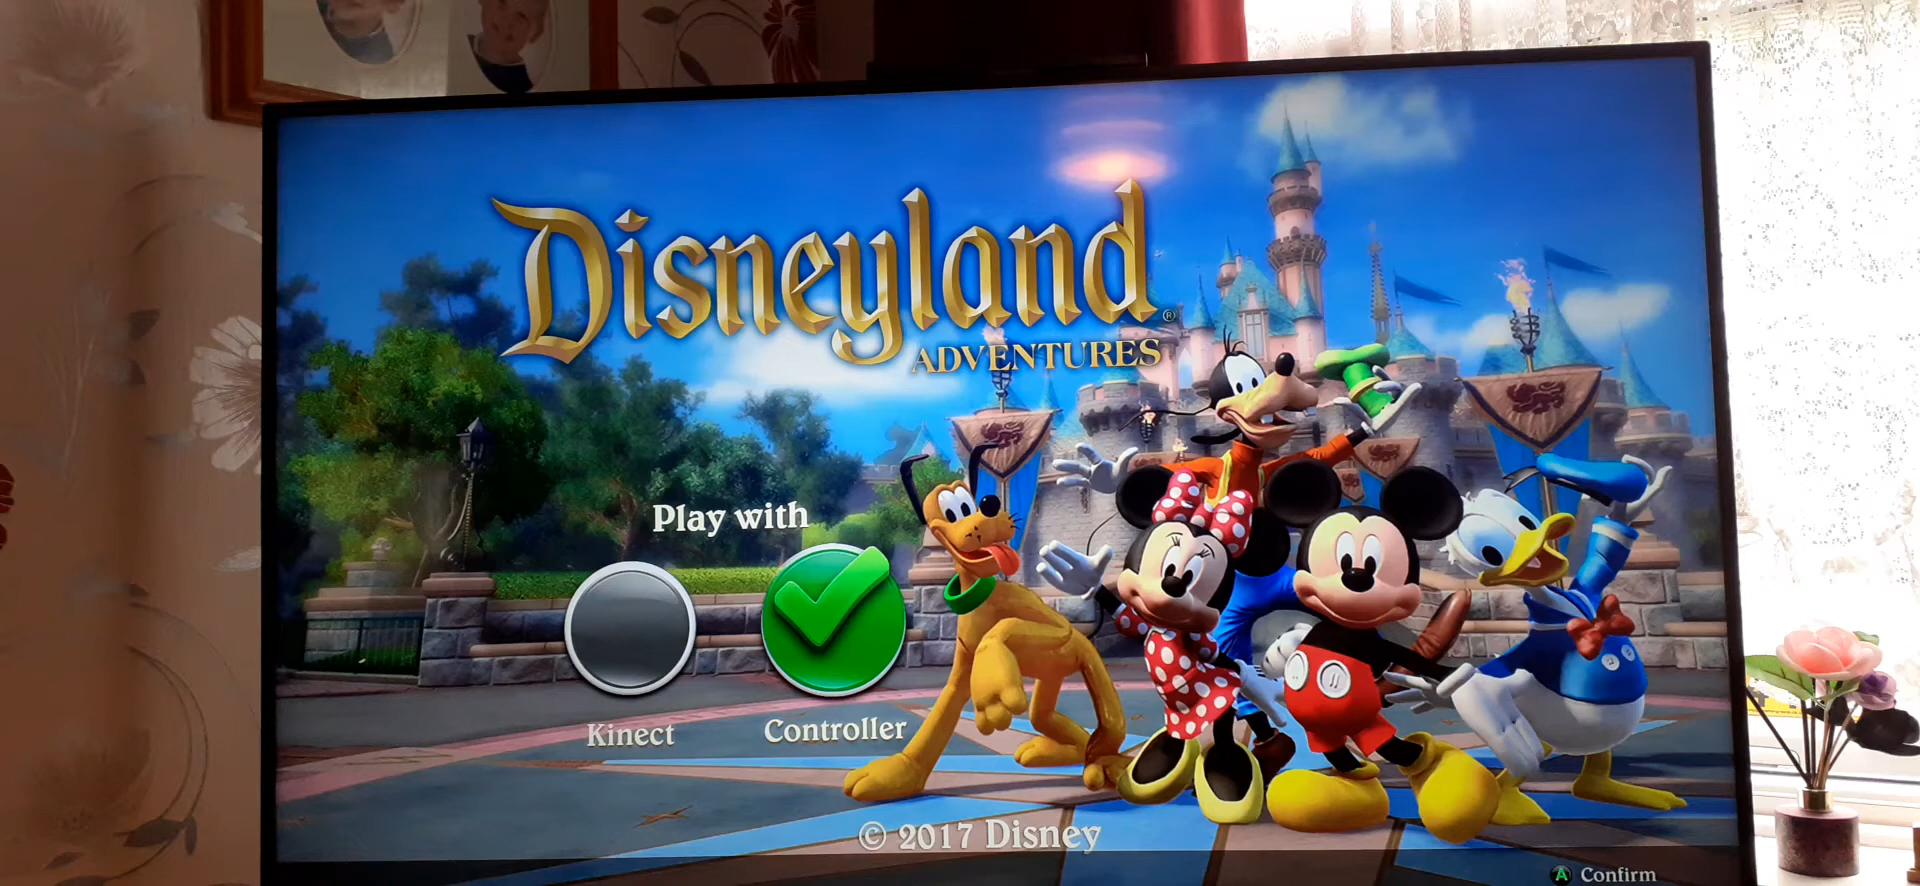 Disneyland®
ADVENTURES
Play with
Kinect
Controller
© 2017 Disney
A Confirm